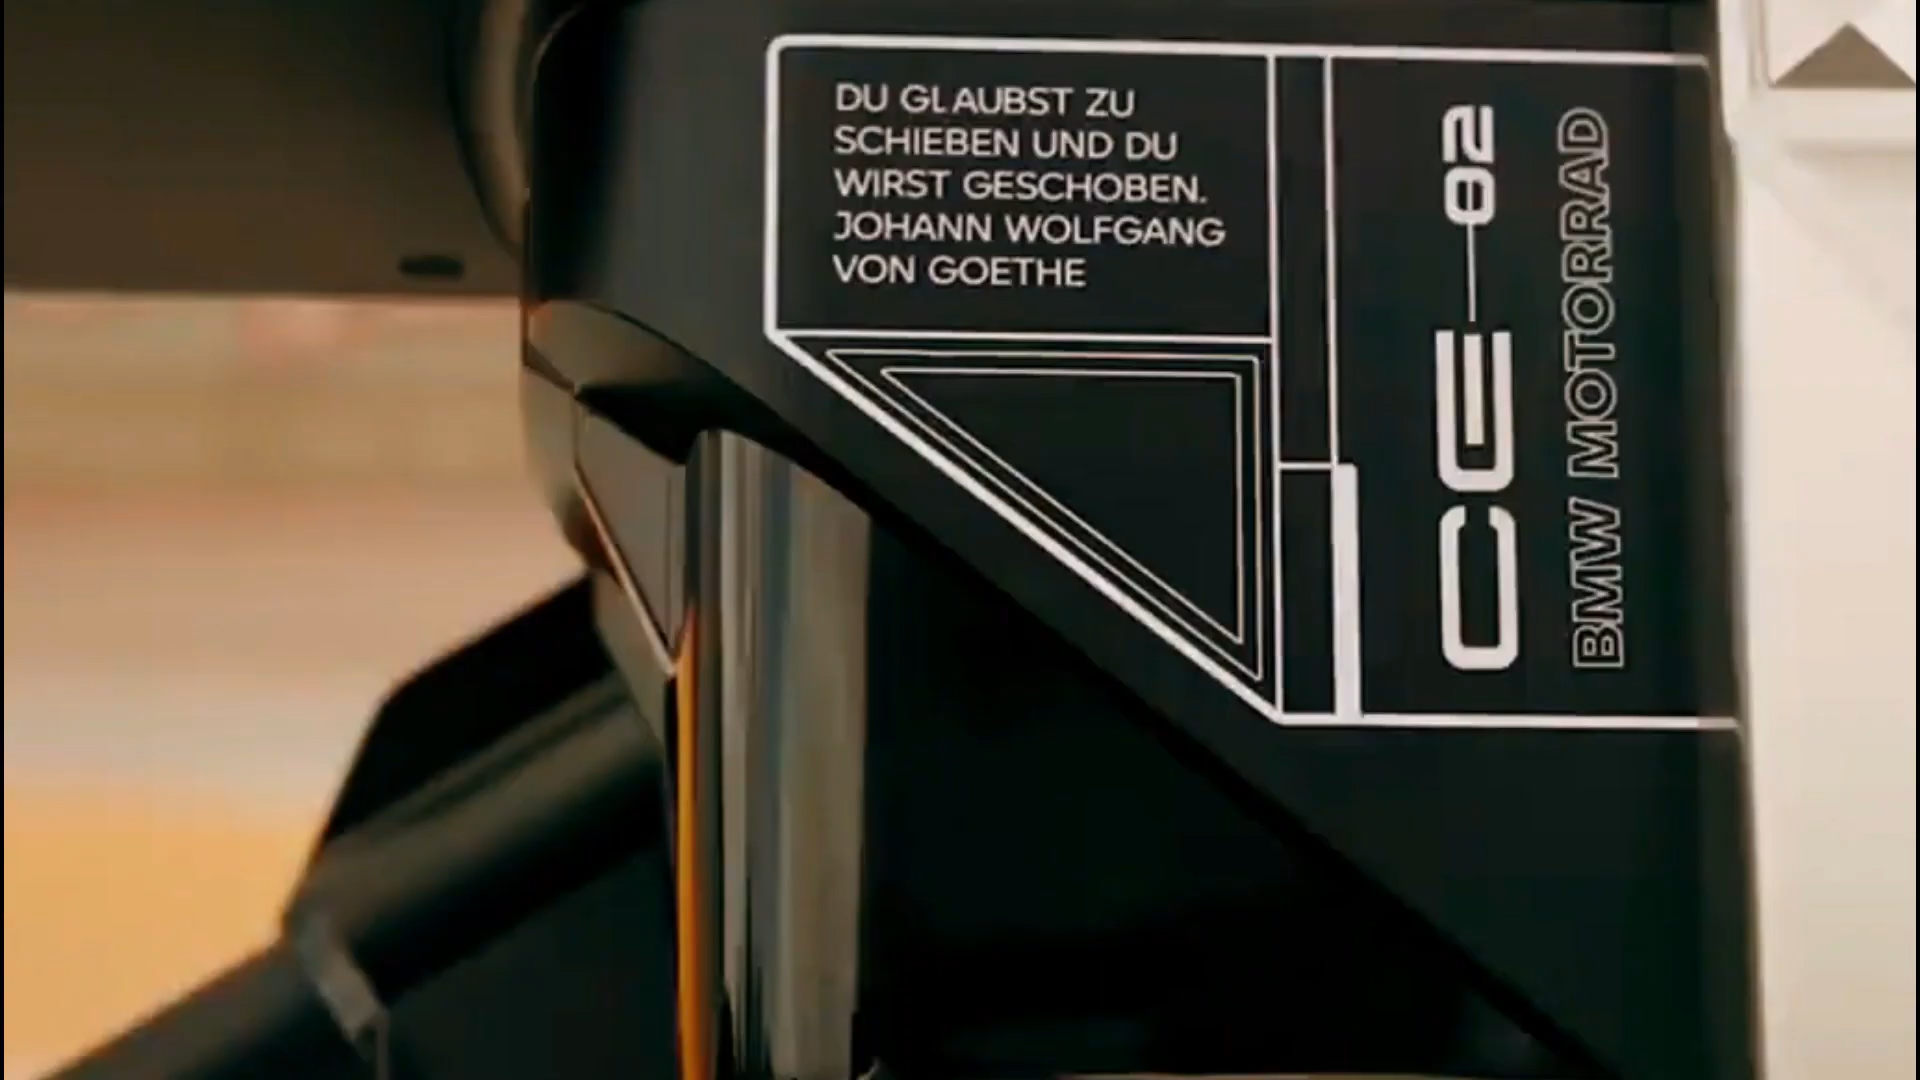 DU GLAUBST ZU
SCHIEBEN UND DU
WIRST GESCHOBEN.
JOHANN WOLFGANG
VON GOETHE
CE-02
BMW MOTORRAD